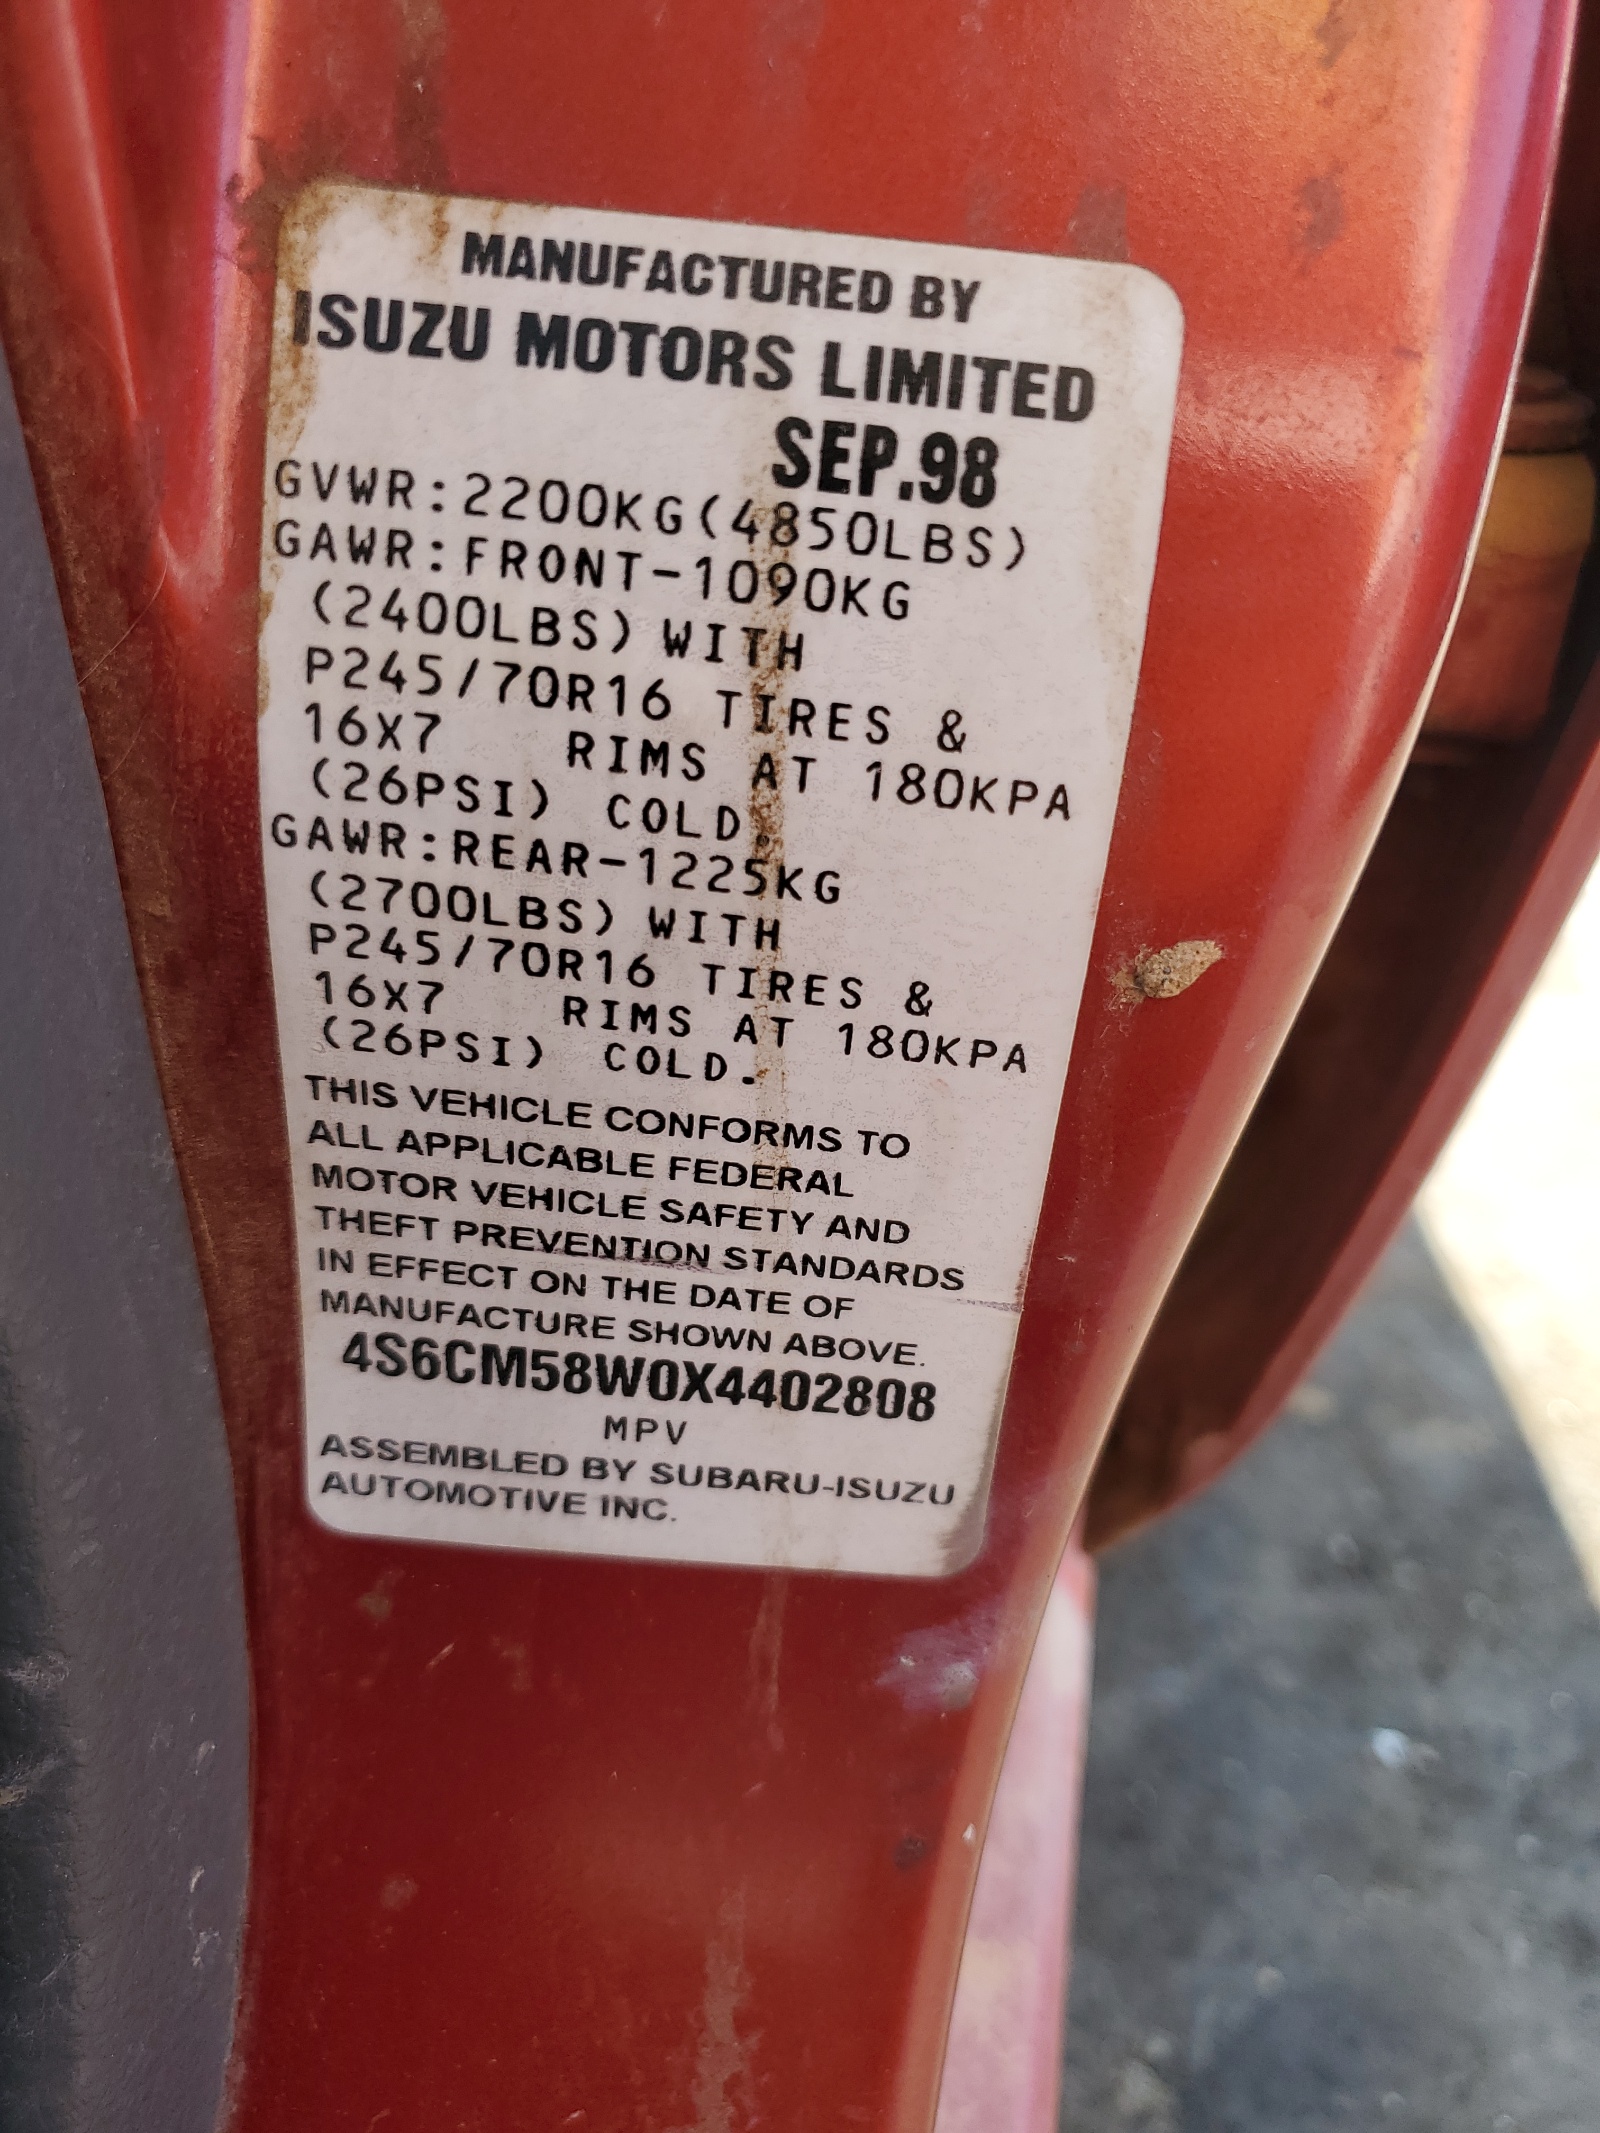 MANUFACTURED BY
ISUZU MOTORS LIMITED
SEP.98
GVWR:2200KG(4850LBS)
GAWR:FRONT-1090KG
(2400LBS) WITH
P245/70R16 TIRES &
16X7 RIMS AT 180KPA
(26PSI) COLD.
GAWR:REAR-1225KG
(2700LBS) WITH
P245/70R16 TIRES &
16X7 RIMS AT 180KPA
(26PSI) COLD.
THIS VEHICLE CONFORMS TO
ALL APPLICABLE FEDERAL
MOTOR VEHICLE SAFETY AND
THEFT PREVENTION STANDARDS
IN EFFECT ON THE DATE OF
MANUFACTURE SHOWN ABOVE.
4S6CM58W0X4402808
MPV
ASSEMBLED BY SUBARU-ISUZU
AUTOMOTIVE INC.